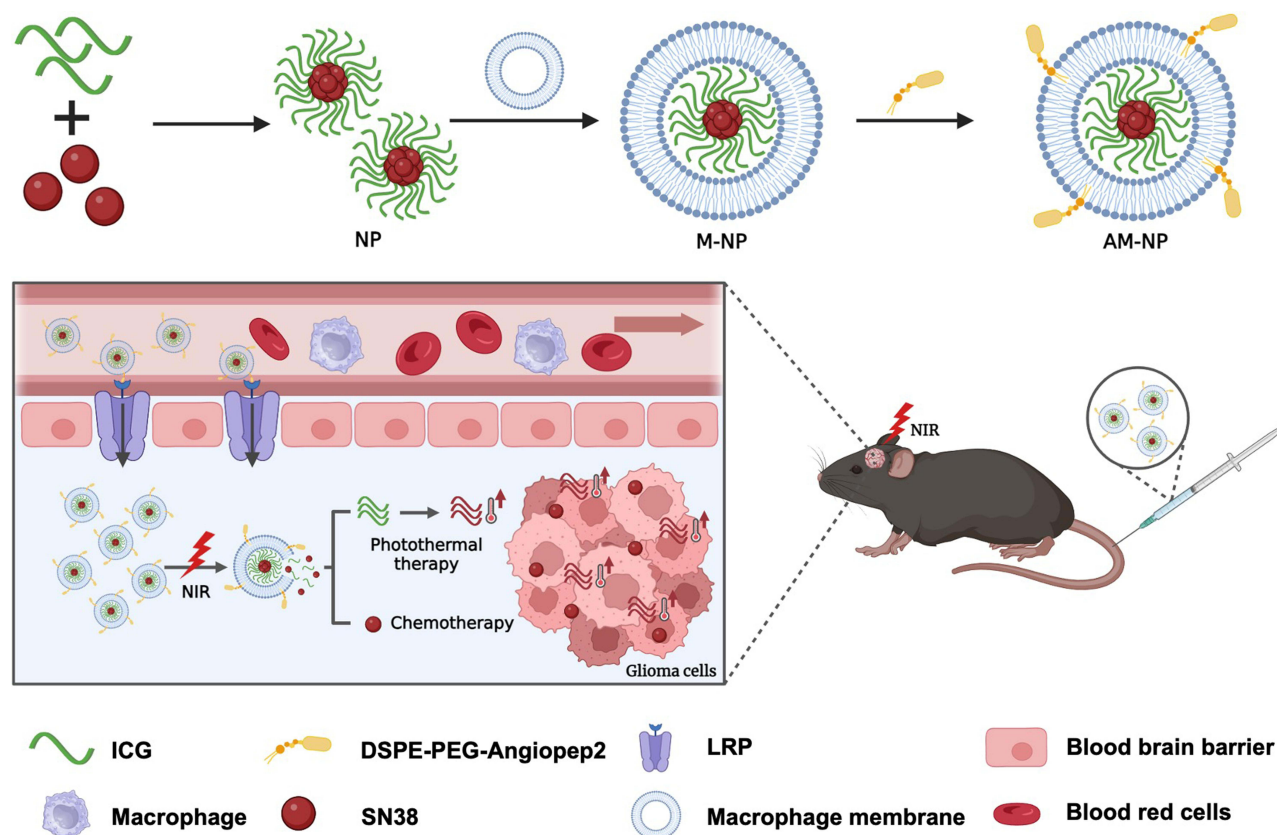 +
NP
M-NP
AM-NP
NIR
NIR
Photothermal
therapy
Chemotherapy
Glioma cells
ICG
DSPE-PEG-Angiopep2
LRP
Blood brain barrier
Macrophage
SN38
Macrophage membrane
Blood red cells